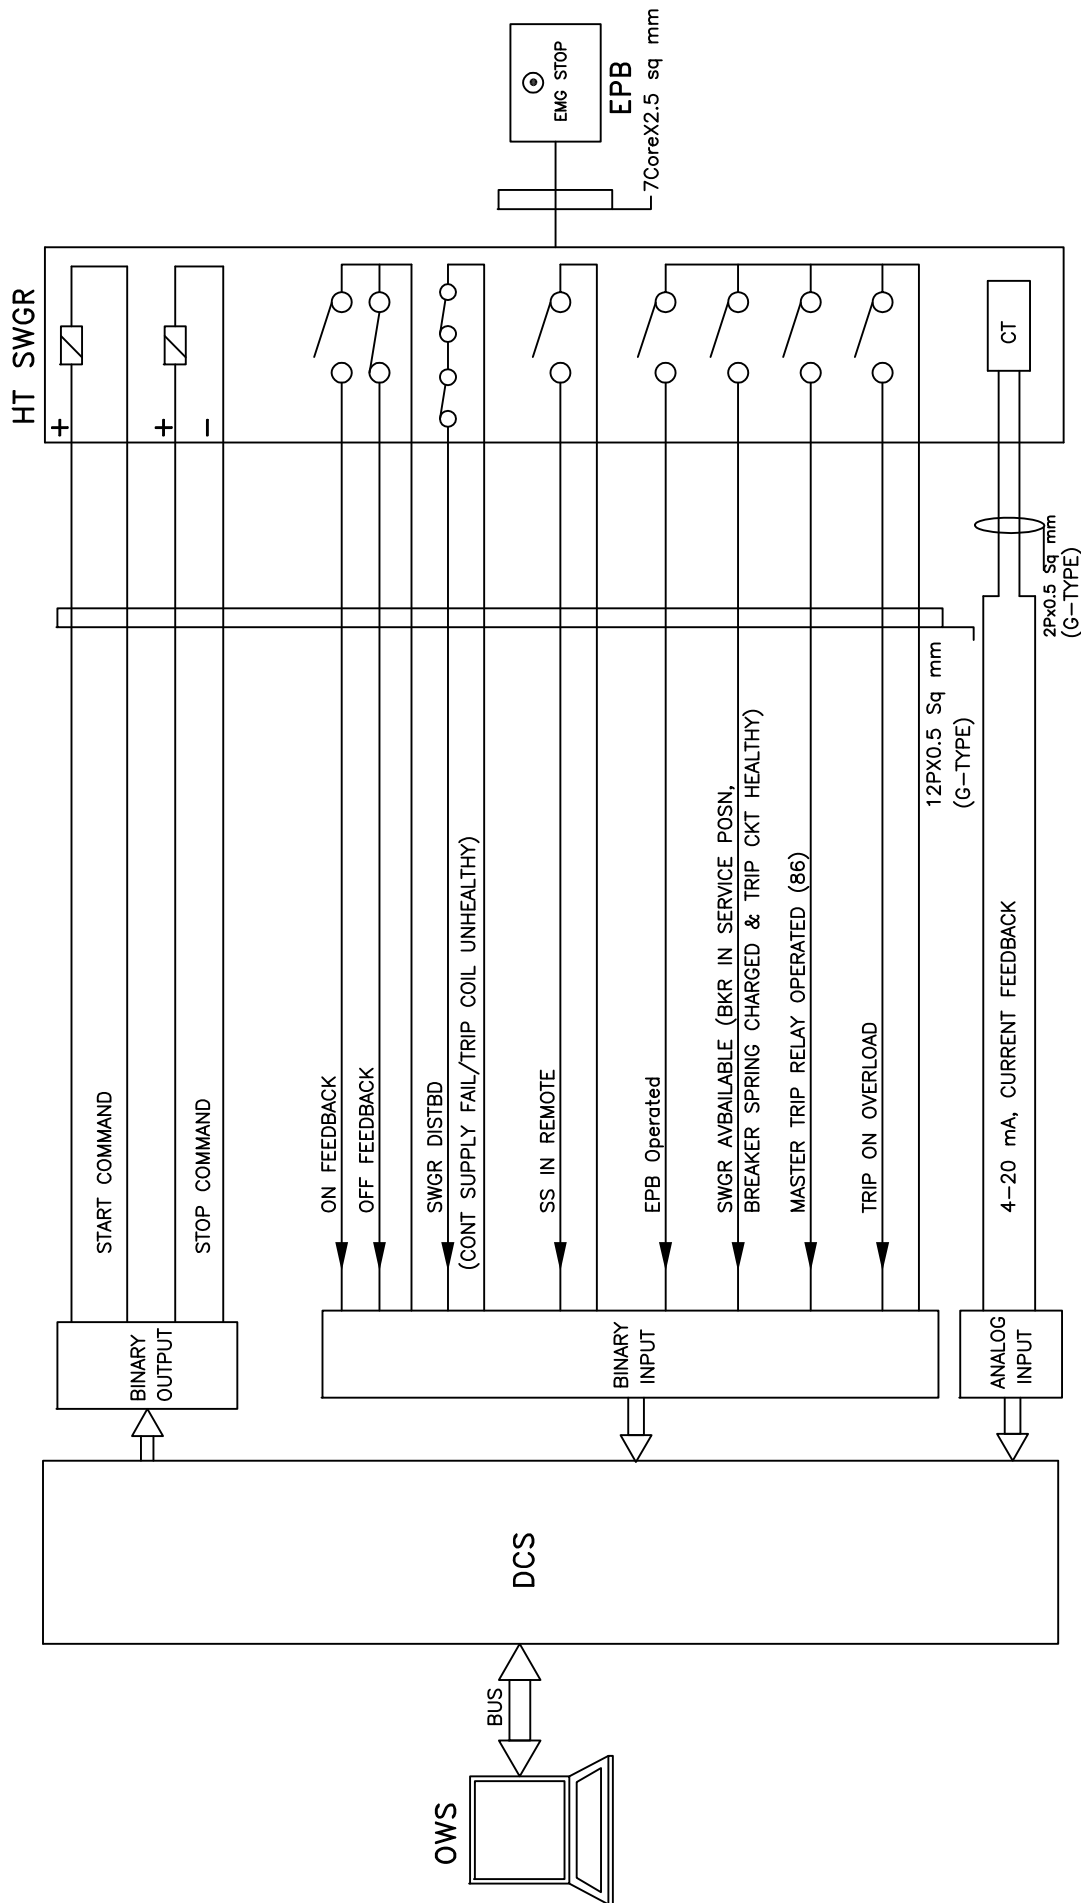 HT SWGR
+
+
−
EMG STOP
EPB
7CoreX2.5 sq mm
CT
START COMMAND
STOP COMMAND
ON FEEDBACK
OFF FEEDBACK
SWGR DISTBD
(CONT SUPPLY FAIL/TRIP COIL UNHEALTHY)
SS IN REMOTE
EPB Operated
SWGR AVBAILABLE (BKR IN SERVICE POSN,
BREAKER SPRING CHARGED & TRIP CKT HEALTHY)
MASTER TRIP RELAY OPERATED (86)
TRIP ON OVERLOAD
12PX0.5 Sq mm
(G-TYPE)
2Px0.5 Sq mm
(G-TYPE)
4-20 mA, CURRENT FEEDBACK
BINARY
OUTPUT
BINARY
INPUT
ANALOG
INPUT
DCS
BUS
OWS